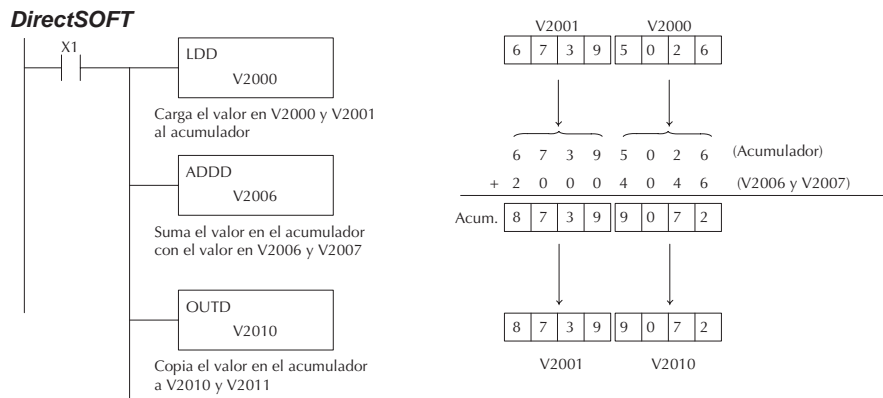 DirectSOFT
X1
LDD
V2000
Carga el valor en V2000 y V2001
al acumulador
ADDD
V2006
Suma el valor en el acumulador
con el valor en V2006 y V2007
OUTD
V2010
Copia el valor en el acumulador
a V2010 y V2011
V2001 V2000
6 7 3 9 5 0 2 6
6 7 3 9 5 0 2 6 (Acumulador)
+ 2 0 0 0 4 0 4 6 (V2006 y V2007)
Acum. 8 7 3 9 9 0 7 2
8 7 3 9 9 0 7 2
V2001 V2010